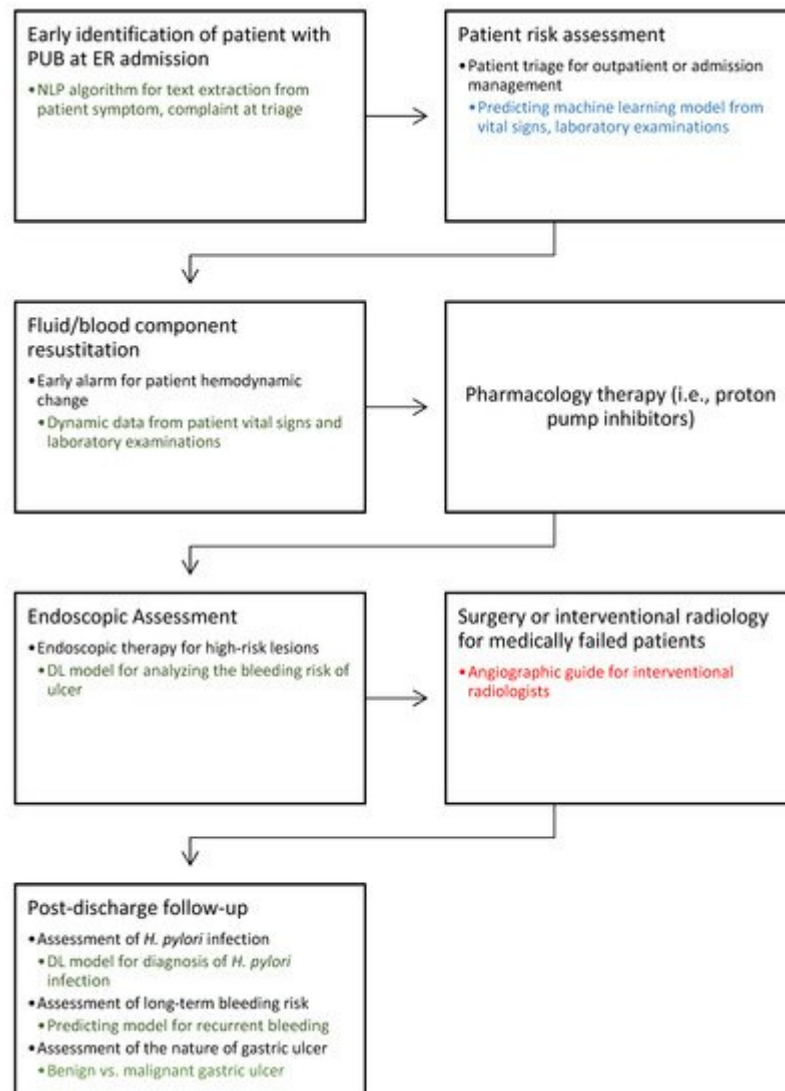 Early identification of patient with
PUB at ER admission
•NLP algorithm for text extraction from
patient symptom, complaint at triage
Patient risk assessment
•Patient triage for outpatient or admission
management
•Predicting machine learning model from
vital signs, laboratory examinations
Fluid/blood component
resustitation
•Early alarm for patient hemodynamic
change
•Dynamic data from patient vital signs and
laboratory examinations
Pharmacology therapy (i.e., proton
pump inhibitors)
Endoscopic Assessment
•Endoscopic therapy for high-risk lesions
•DL model for analyzing the bleeding risk of
ulcer
Surgery or interventional radiology
for medically failed patients
•Angiographic guide for interventional
radiologists
Post-discharge follow-up
•Assessment of H. pylori infection
•DL model for diagnosis of H. pylori
infection
•Assessment of long-term bleeding risk
•Predicting model for recurrent bleeding
•Assessment of the nature of gastric ulcer
•Benign vs. malignant gastric ulcer